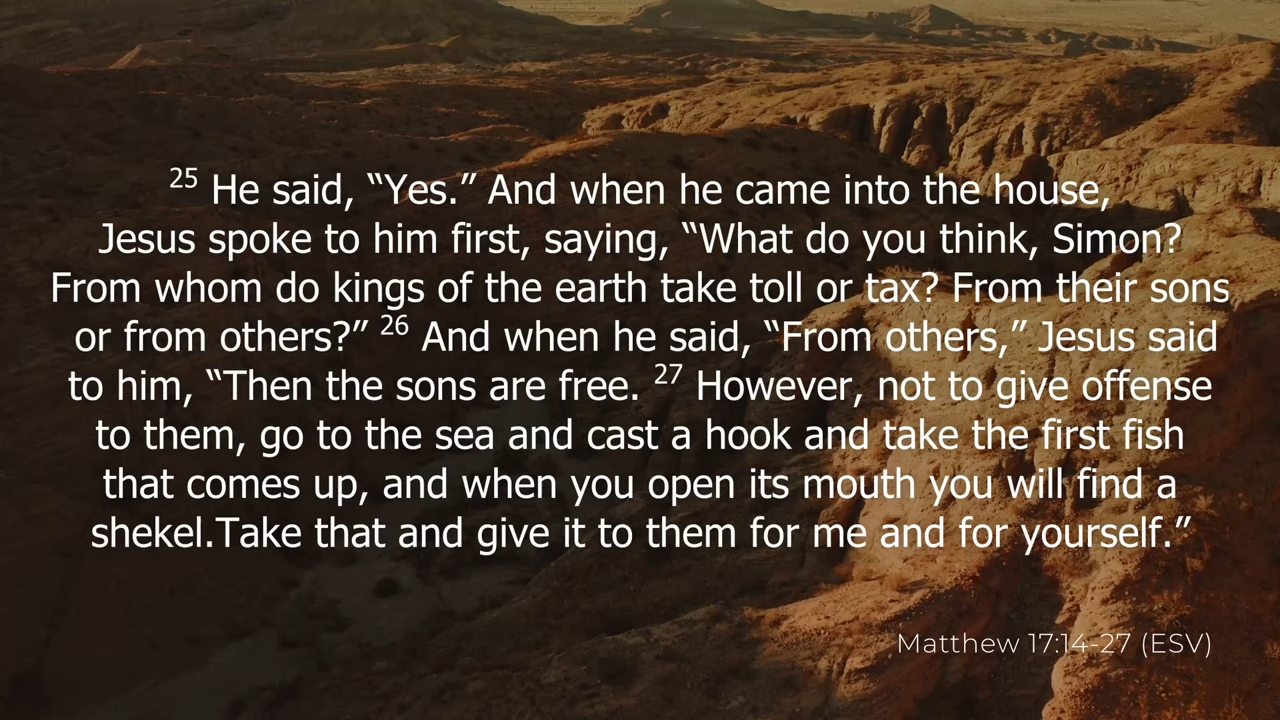 25 He said, “Yes.” And when he came into the house,
Jesus spoke to him first, saying, “What do you think, Simon?
From whom do kings of the earth take toll or tax? From their sons
or from others?” 26 And when he said, “From others,” Jesus said
to him, “Then the sons are free. 27 However, not to give offense
to them, go to the sea and cast a hook and take the first fish
that comes up, and when you open its mouth you will find a
shekel.Take that and give it to them for me and for yourself.”
Matthew 17:14-27 (ESV)